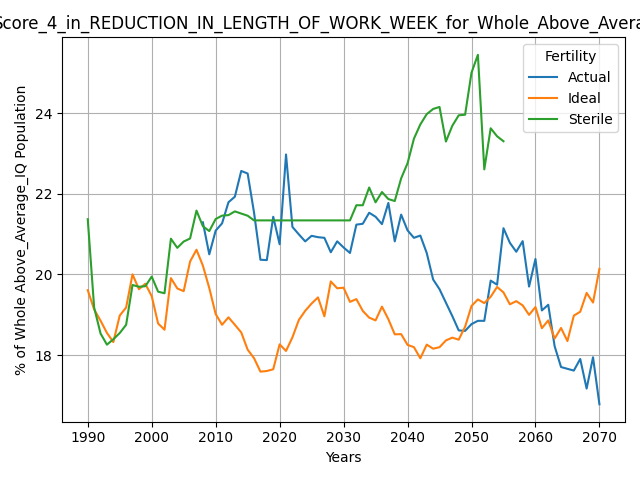 Score_4_in_REDUCTION_IN_LENGTH_OF_WORK_WEEK_for_Whole_Above_Avera
Fertility
Actual
Ideal
Sterile
% of Whole Above_Average_IQ Population
24
22
20
18
1990 2000 2010 2020 2030 2040 2050 2060 2070
Years